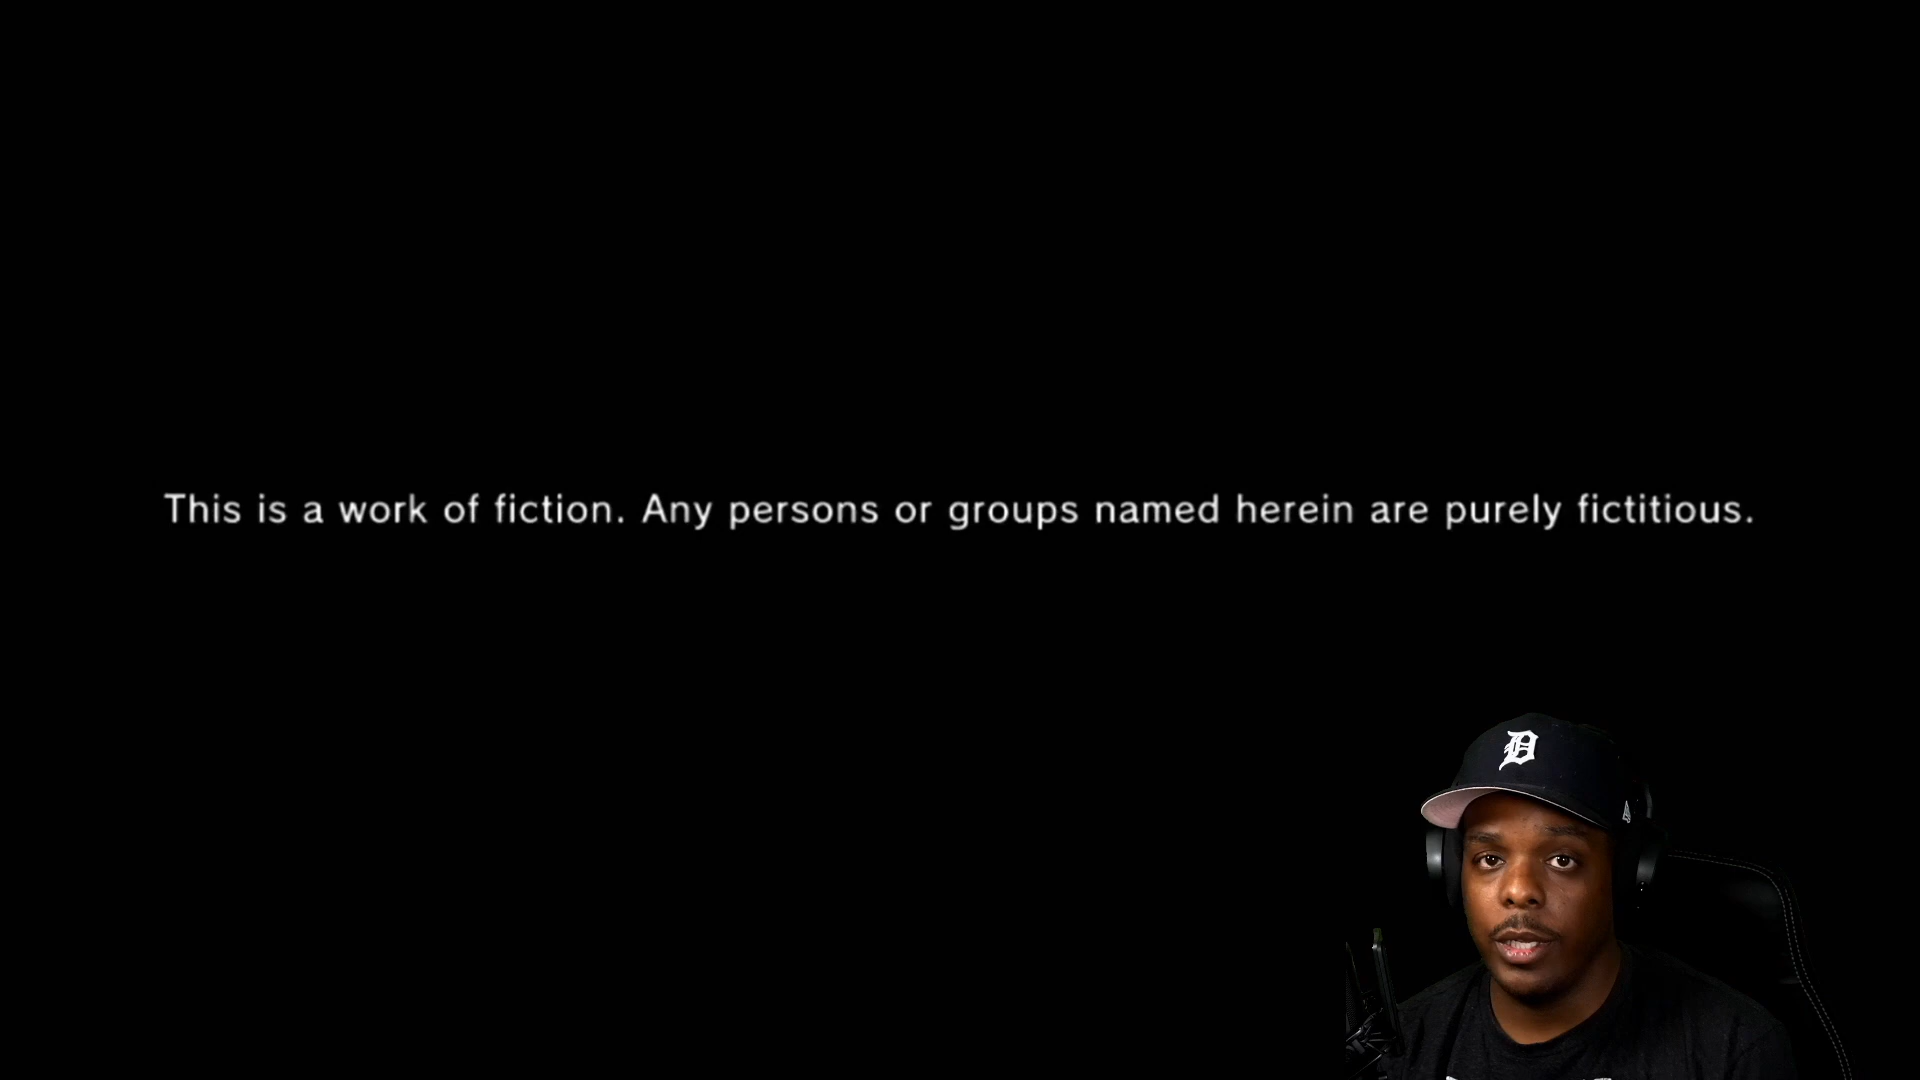 This is a work of fiction. Any persons or groups named herein are purely fictitious.
D